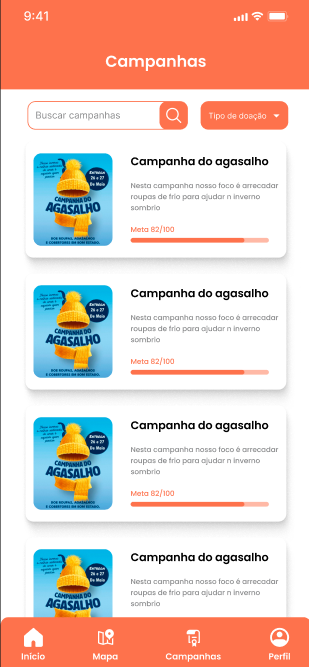 9:41
Campanhas
Buscar campanhas
Tipo de doação
ENTREGA
26 e 27
De Maio
CAMPANHA DO
AGASALHO
DOE ROUPAS, AGASALHOS
E COBERTORES EM BOM ESTADO.
Campanha do agasalho
Nesta campanha nosso foco é arrecadar
roupas de frio para ajudar n inverno
sombrio
Meta 82/100
ENTREGA
26 e 27
De Maio
CAMPANHA DO
AGASALHO
DOE ROUPAS, AGASALHOS
E COBERTORES EM BOM ESTADO.
Campanha do agasalho
Nesta campanha nosso foco é arrecadar
roupas de frio para ajudar n inverno
sombrio
Meta 82/100
ENTREGA
26 e 27
De Maio
CAMPANHA DO
AGASALHO
DOE ROUPAS, AGASALHOS
E COBERTORES EM BOM ESTADO.
Campanha do agasalho
Nesta campanha nosso foco é arrecadar
roupas de frio para ajudar n inverno
sombrio
Meta 82/100
ENTREGA
26 e 27
De Maio
CAMPANHA DO
AGASALHO
Campanha do agasalho
Nesta campanha nosso foco é arrecadar
roupas de frio para ajudar n inverno
sombrio
Início
Mapa
Campanhas
Perfil